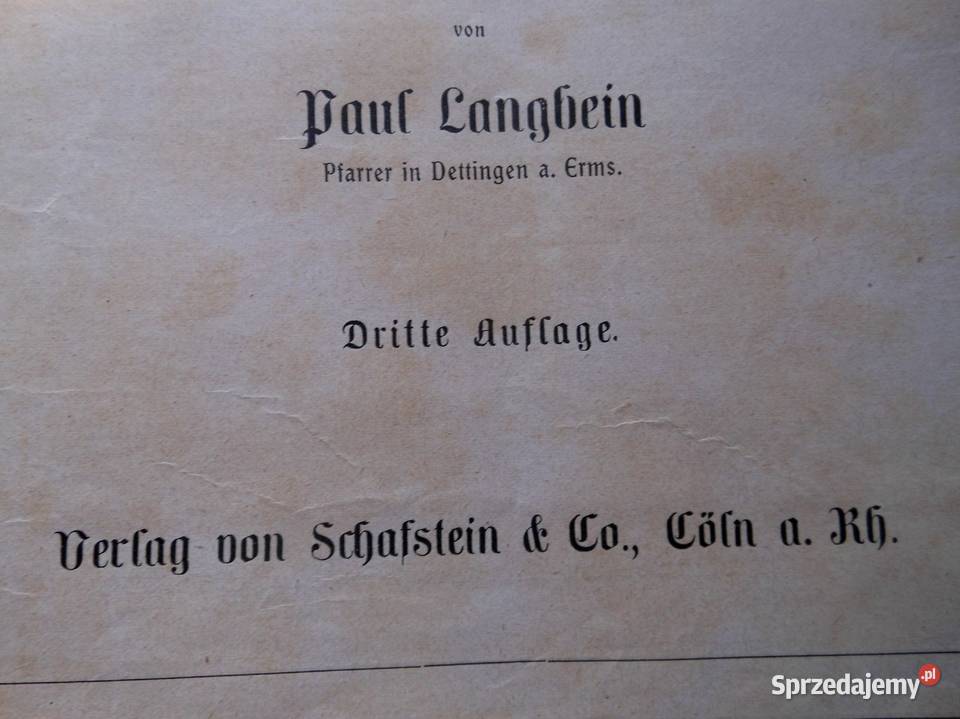 von
Paul Langbein
Pfarrer in Dettingen a. Erms.
Dritte Auflage.
Verlag von Schafstein & Co., Cöln a. Rh.
Sprzedajemy.pl